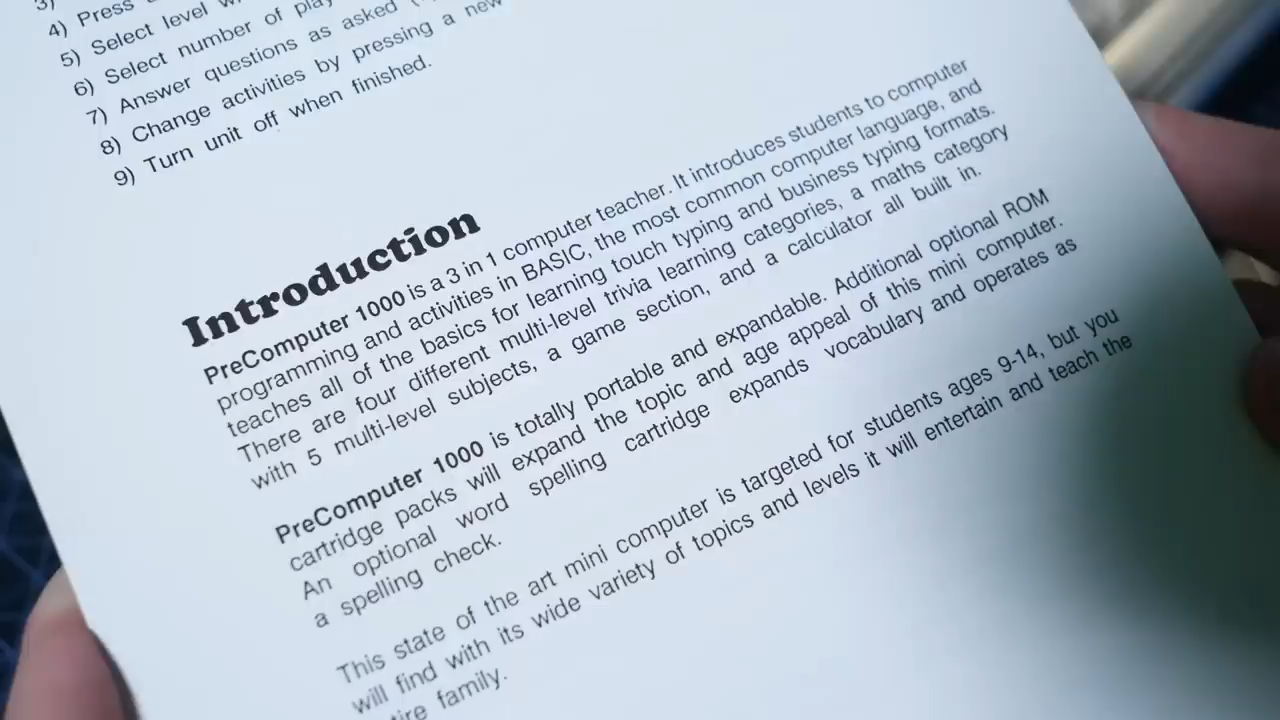 3)
4) Press
5) Select level
6) Select number of
7) Answer questions as asked
8) Change activities by pressing a new
9) Turn unit off when finished.
Introduction
PreComputer 1000 is a 3 in 1 computer teacher. It introduces students to computer
programming and activities in BASIC, the most common computer language, and
teaches all of the basics for learning touch typing and business typing formats.
There are four different multi-level trivia learning categories, a maths category
with 5 multi-level subjects, a game section, and a calculator all built in.
PreComputer 1000 is totally portable and expandable. Additional optional ROM
cartridge packs will expand the topic and age appeal of this mini computer.
An optional word spelling cartridge expands vocabulary and operates as
a spelling check.
This state of the art mini computer is targeted for students ages 9-14, but you
will find with its wide variety of topics and levels it will entertain and teach the
family.